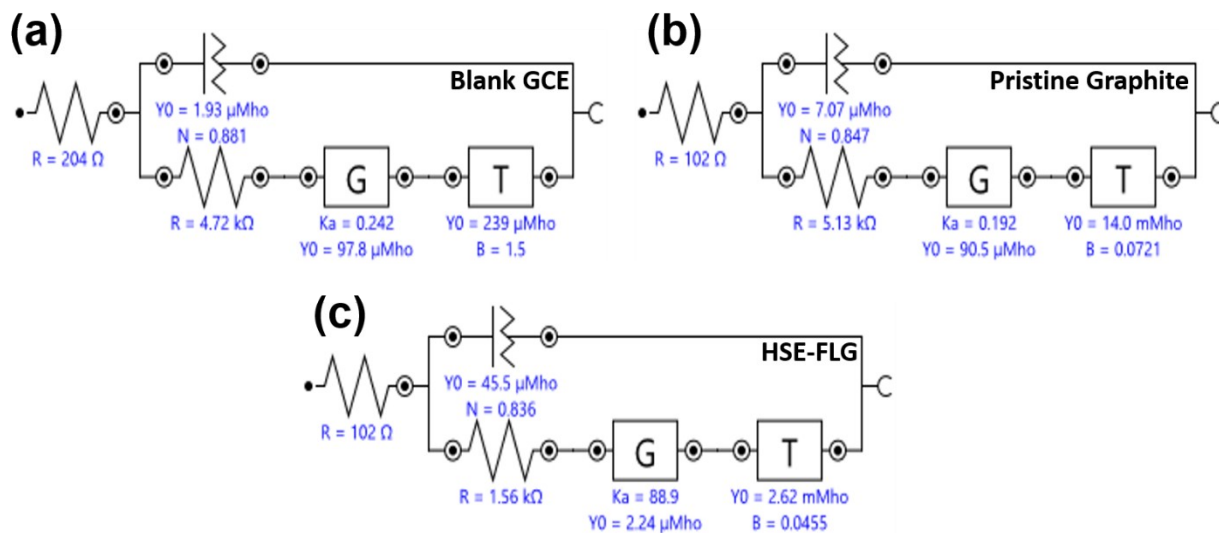 (a)
Blank GCE
Y0 = 1.93 µMho
N = 0.881
R = 204 Ω
G
T
R = 4.72 kΩ
Ka = 0.242
Y0 = 239 µMho
Y0 = 97.8 µMho
B = 1.5
(b)
Pristine Graphite
Y0 = 7.07 µMho
N = 0.847
R = 102 Ω
G
T
R = 5.13 kΩ
Ka = 0.192
Y0 = 14.0 mMho
Y0 = 90.5 µMho
B = 0.0721
(c)
HSE-FLG
Y0 = 45.5 µMho
N = 0.836
R = 102 Ω
G
T
R = 1.56 kΩ
Ka = 88.9
Y0 = 2.62 mMho
Y0 = 2.24 µMho
B = 0.0455